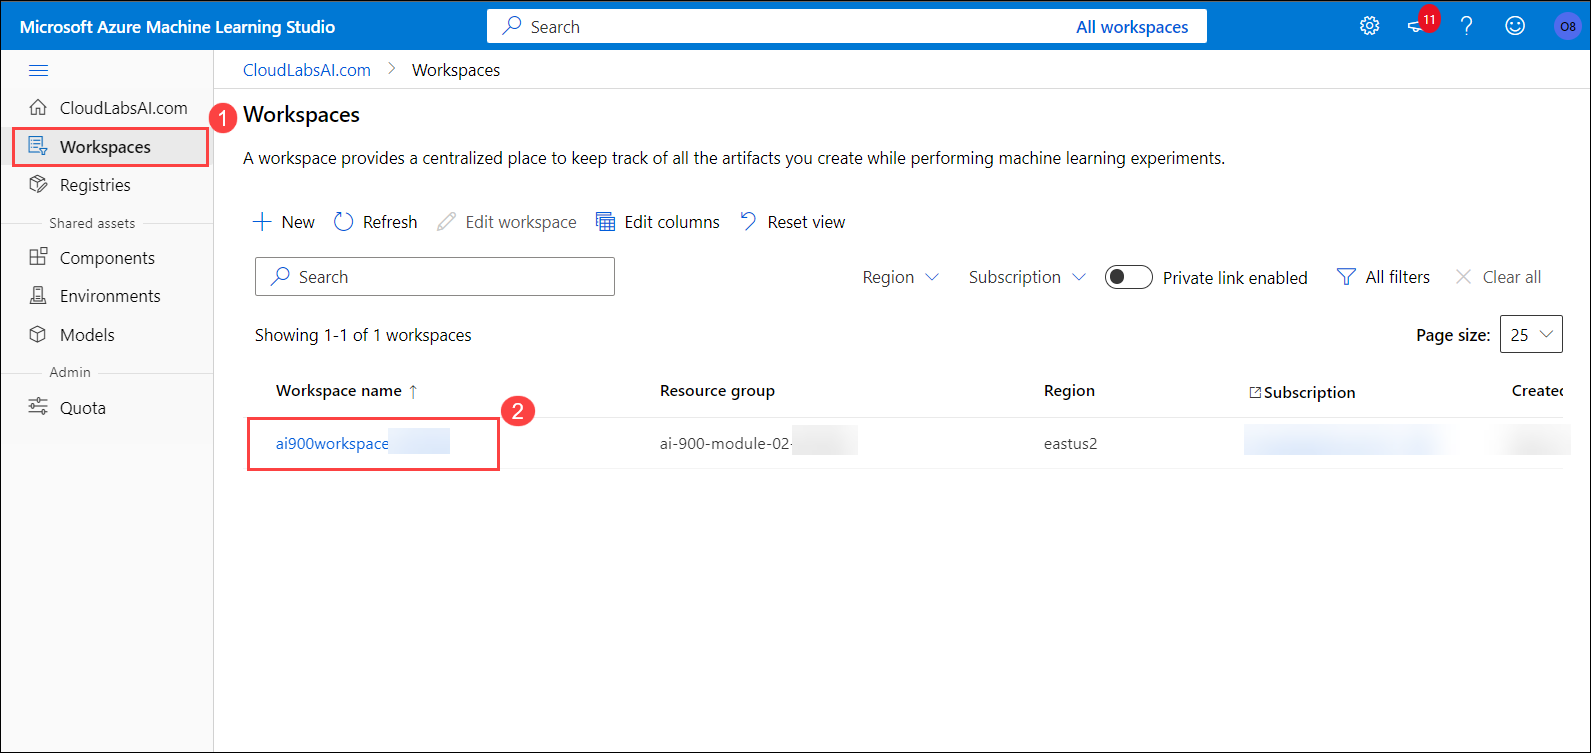 Microsoft Azure Machine Learning Studio
Search
All workspaces
11
O8
CloudLabsAI.com
Workspaces
Registries
Shared assets
Components
Environments
Models
Admin
Quota
1
2
CloudLabsAI.com > Workspaces
Workspaces
A workspace provides a centralized place to keep track of all the artifacts you create while performing machine learning experiments.
New Refresh Edit workspace Edit columns Reset view
Search
Region Subscription Private link enabled All filters Clear all
Showing 1-1 of 1 workspaces
Page size: 25
Workspace name ↑ Resource group Region Subscription Created
ai900workspace ai-900-module-02- eastus2